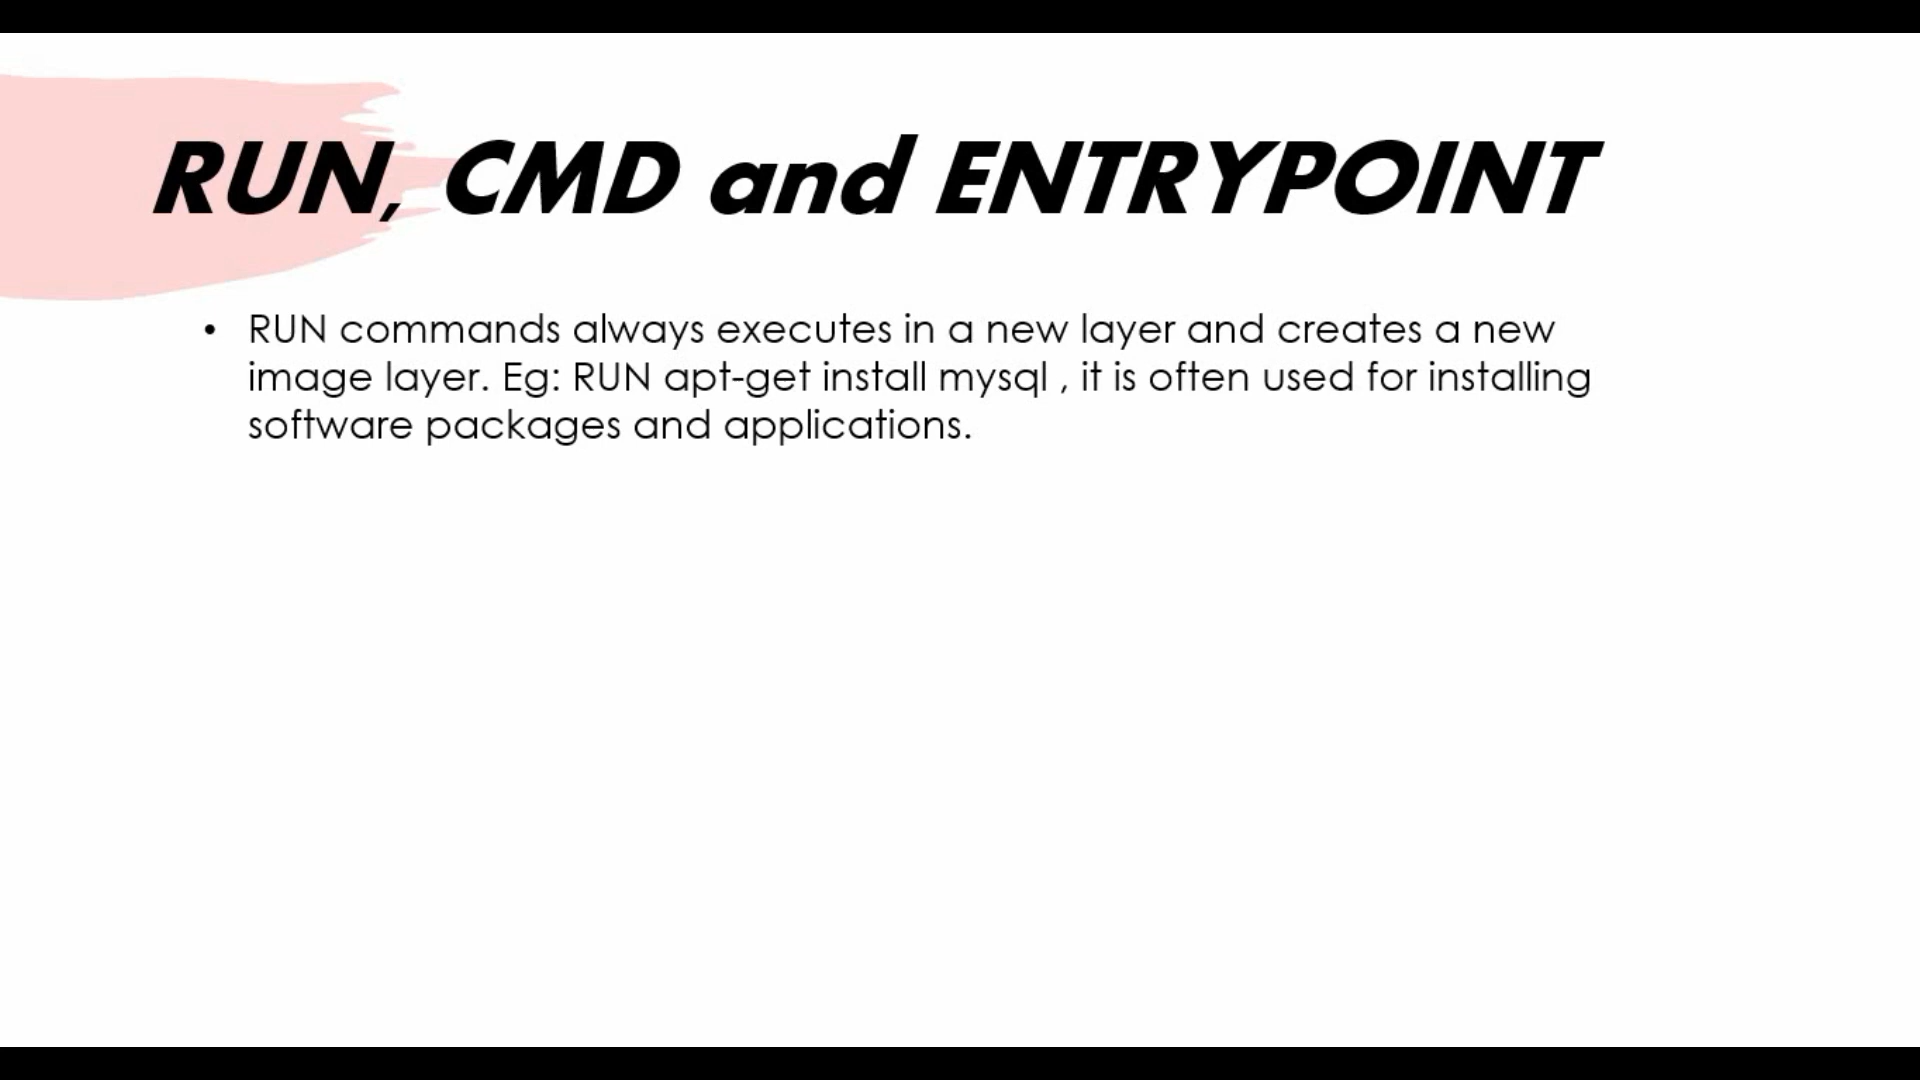 RUN, CMD and ENTRYPOINT
• RUN commands always executes in a new layer and creates a new
image layer. Eg: RUN apt-get install mysql , it is often used for installing
software packages and applications.